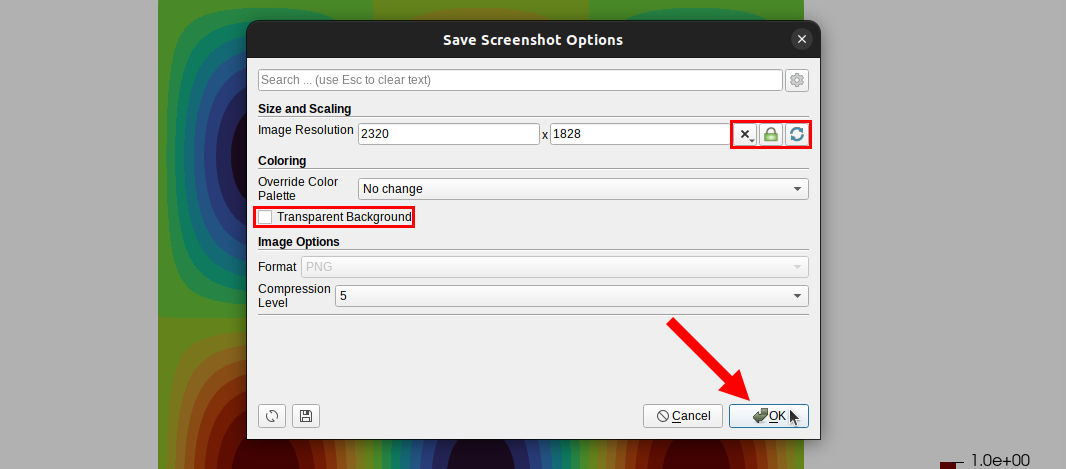 Save Screenshot Options
Search ... (use Esc to clear text)
Size and Scaling
Image Resolution 2320 x 1828
Coloring
Override Color
Palette
No change
Transparent Background
Image Options
Format PNG
Compression
Level
5
Cancel OK
1.0e+00